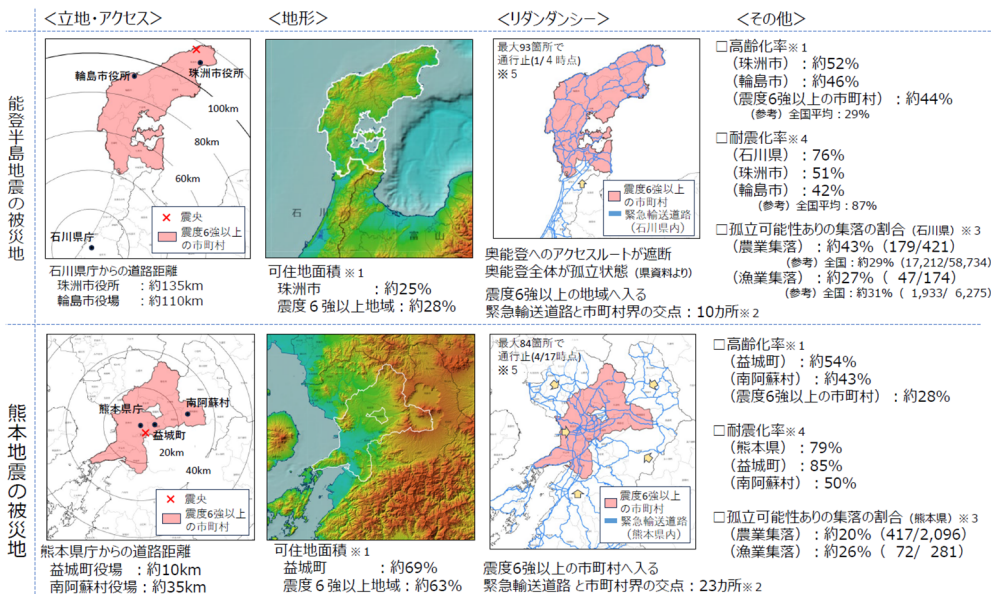 ＜立地・アクセス＞
＜地形＞
＜リダンダンシー＞
＜その他＞
能登半島地震の被災地
輪島市役所
珠洲市役所
100km
80km
60km
石川県庁
震央
震度6強以上
の市町村
石川県庁からの道路距離
珠洲市役所　：約135km
輪島市役場　：約110km
石 川
富 山
可住地面積 ※1
珠洲市　　　　：約25%
震度６強以上地域：約28%
最大93箇所で
通行止(1/４時点)
※５
震度6強以上
の市町村
緊急輸送道路
（石川県内）
奥能登へのアクセスルートが遮断
奥能登全体が孤立状態（県資料より）
震度6強以上の地域へ入る
緊急輸送道路と市町村界の交点：10カ所※2
□高齢化率※1
（珠洲市）：約52%
（輪島市）：約46%
（震度6強以上の市町村）：約44%
（参考）全国平均：29%
□耐震化率※4
（石川県）：76%
（珠洲市）：51%
（輪島市）：42%
（参考）全国平均：87%
□孤立可能性ありの集落の割合（石川県）※3
（農業集落）：約43%（179/421）
（参考）全国：約29%（17,212/58,734）
（漁業集落）：約27%（ 47/174）
（参考）全国：約31%（ 1,933/ 6,275）
熊本地震の被災地
熊本県庁
南阿蘇村
益城町
20km
40km
震央
震度6強以上
の市町村
熊本県庁からの道路距離
益城町役場　：約10km
南阿蘇村役場：約35km
可住地面積 ※1
益城町　　　　：約69%
震度６強以上地域：約63%
最大84箇所で
通行止(4/17時点)
※５
震度6強以上
の市町村
緊急輸送道路
（熊本県内）
震度6強以上の市町村へ入る
緊急輸送道路 と市町村界の交点：23カ所※2
□高齢化率※1
（益城町）：約54%
（南阿蘇村）：約43%
（震度6強以上の市町村）：約28%
□耐震化率※4
（熊本県）：79%
（益城町）：85%
（南阿蘇村）：50%
□孤立可能性ありの集落の割合（熊本県）※3
（農業集落）：約20%（417/2,096）
（漁業集落）：約26%（ 72/ 281）